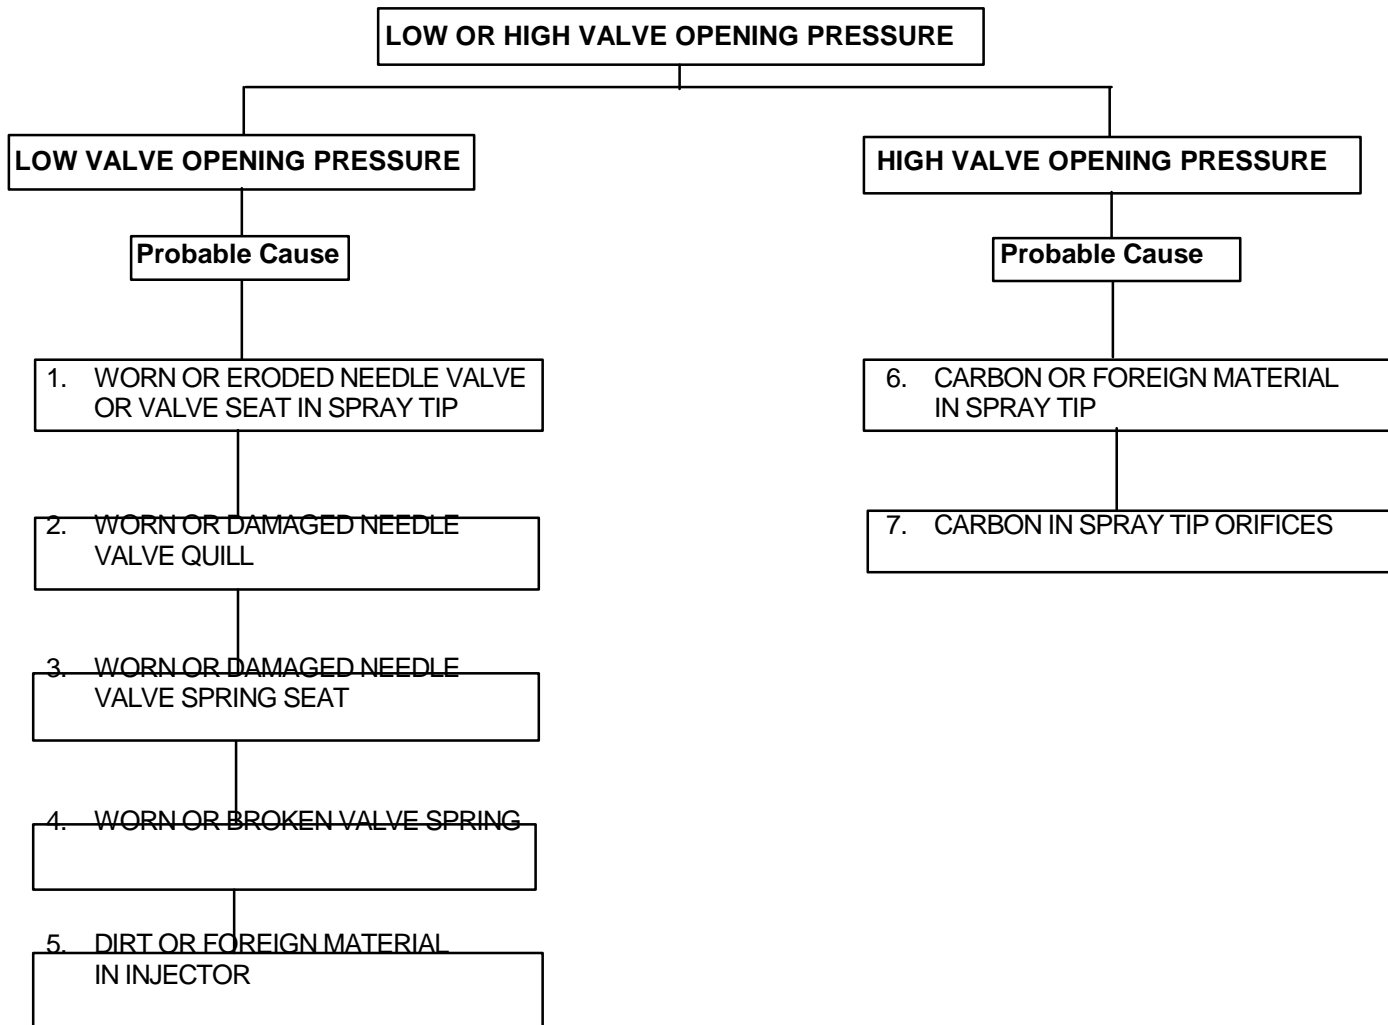 LOW OR HIGH VALVE OPENING PRESSURE
LOW VALVE OPENING PRESSURE
Probable Cause
1. WORN OR ERODED NEEDLE VALVE
OR VALVE SEAT IN SPRAY TIP
2. WORN OR DAMAGED NEEDLE
VALVE QUILL
3. WORN OR DAMAGED NEEDLE
VALVE SPRING SEAT
4. WORN OR BROKEN VALVE SPRING
5. DIRT OR FOREIGN MATERIAL
IN INJECTOR
HIGH VALVE OPENING PRESSURE
Probable Cause
6. CARBON OR FOREIGN MATERIAL
IN SPRAY TIP
7. CARBON IN SPRAY TIP ORIFICES